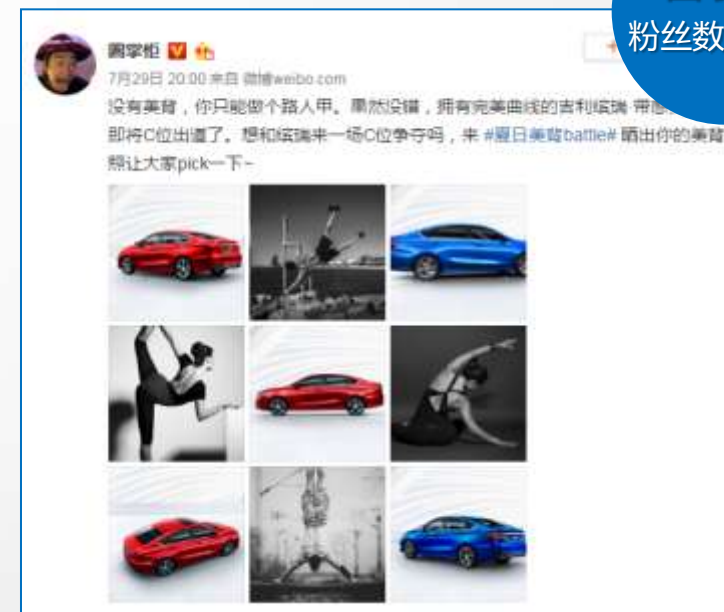 粉丝数
阎掌柜
7月29日 20:00 来自 微博weibo.com
没有美背，你只能做个路人甲。果然没错，拥有完美曲线的吉利缤瑞 带
即将C位出道了。想和缤瑞来一场C位争夺吗，来 #夏日美背battle# 晒出你的美背
照让大家pick一下~